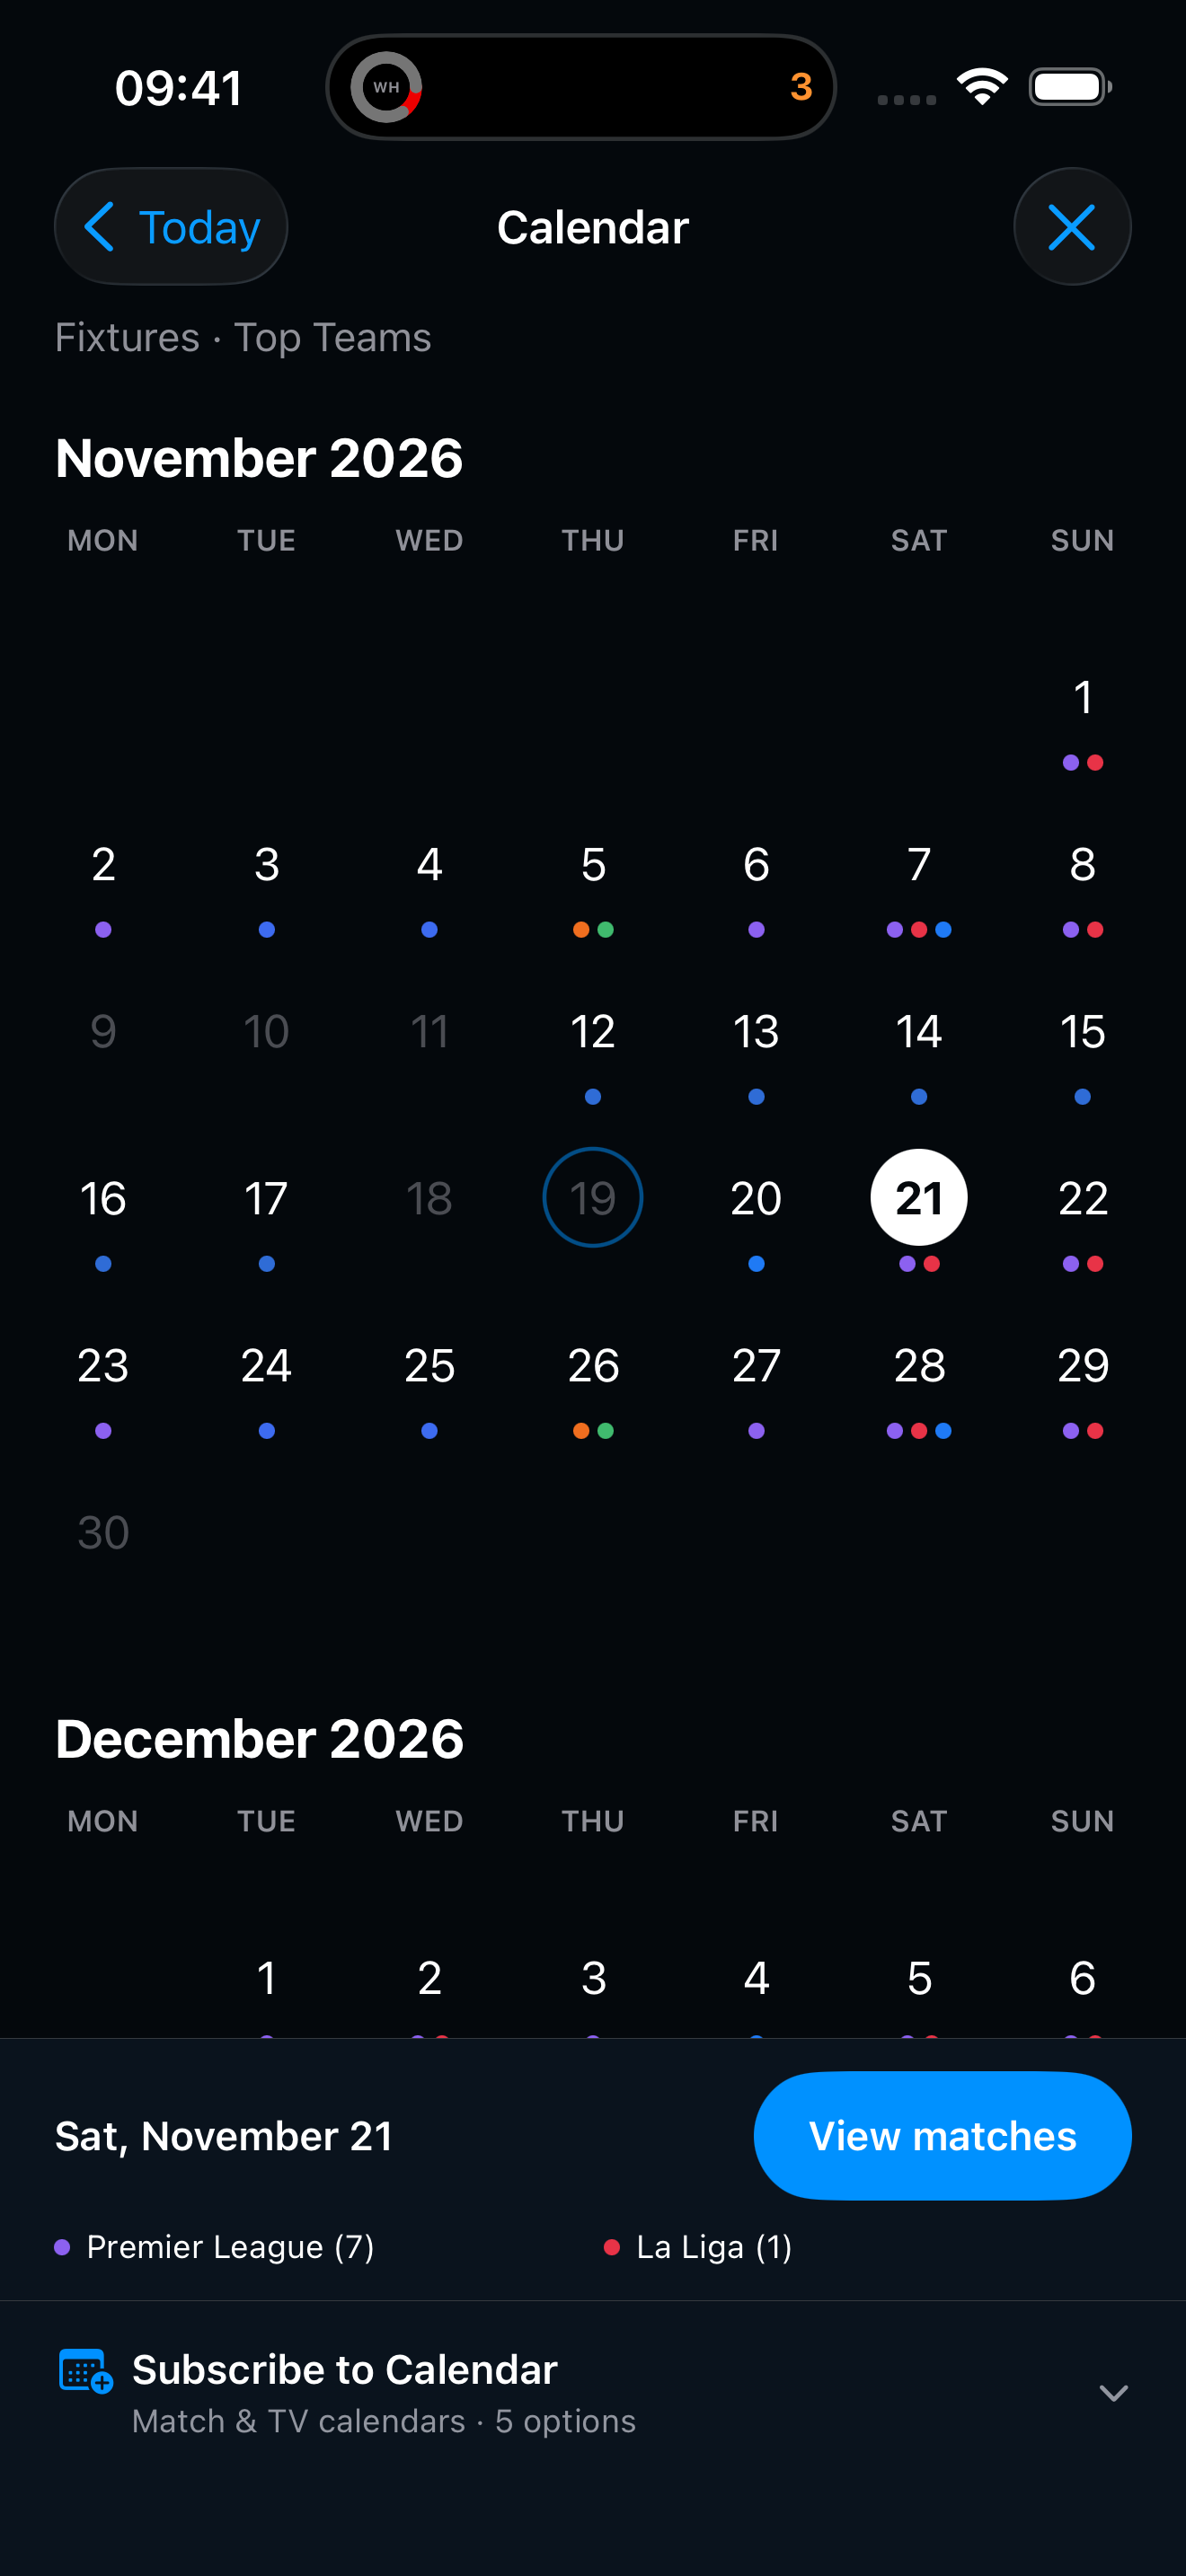 09:41
WH
3
Today
Calendar
Fixtures · Top Teams
November 2026
MON TUE WED THU FRI SAT SUN
1
2 3 4 5 6 7 8
9 10 11 12 13 14 15
16 17 18 19 20 21 22
23 24 25 26 27 28 29
30
December 2026
MON TUE WED THU FRI SAT SUN
1 2 3 4 5 6
Sat, November 21
View matches
Premier League (7)
La Liga (1)
Subscribe to Calendar
Match & TV calendars · 5 options